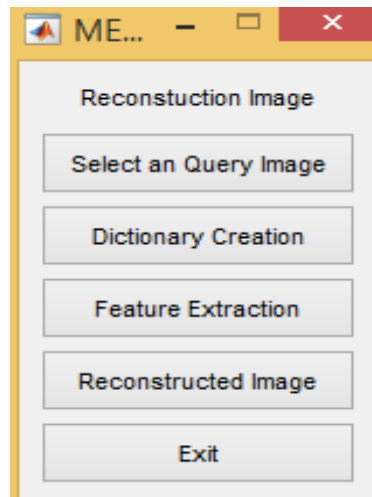 ME...
Reconstuction Image
Select an Query Image
Dictionary Creation
Feature Extraction
Reconstructed Image
Exit